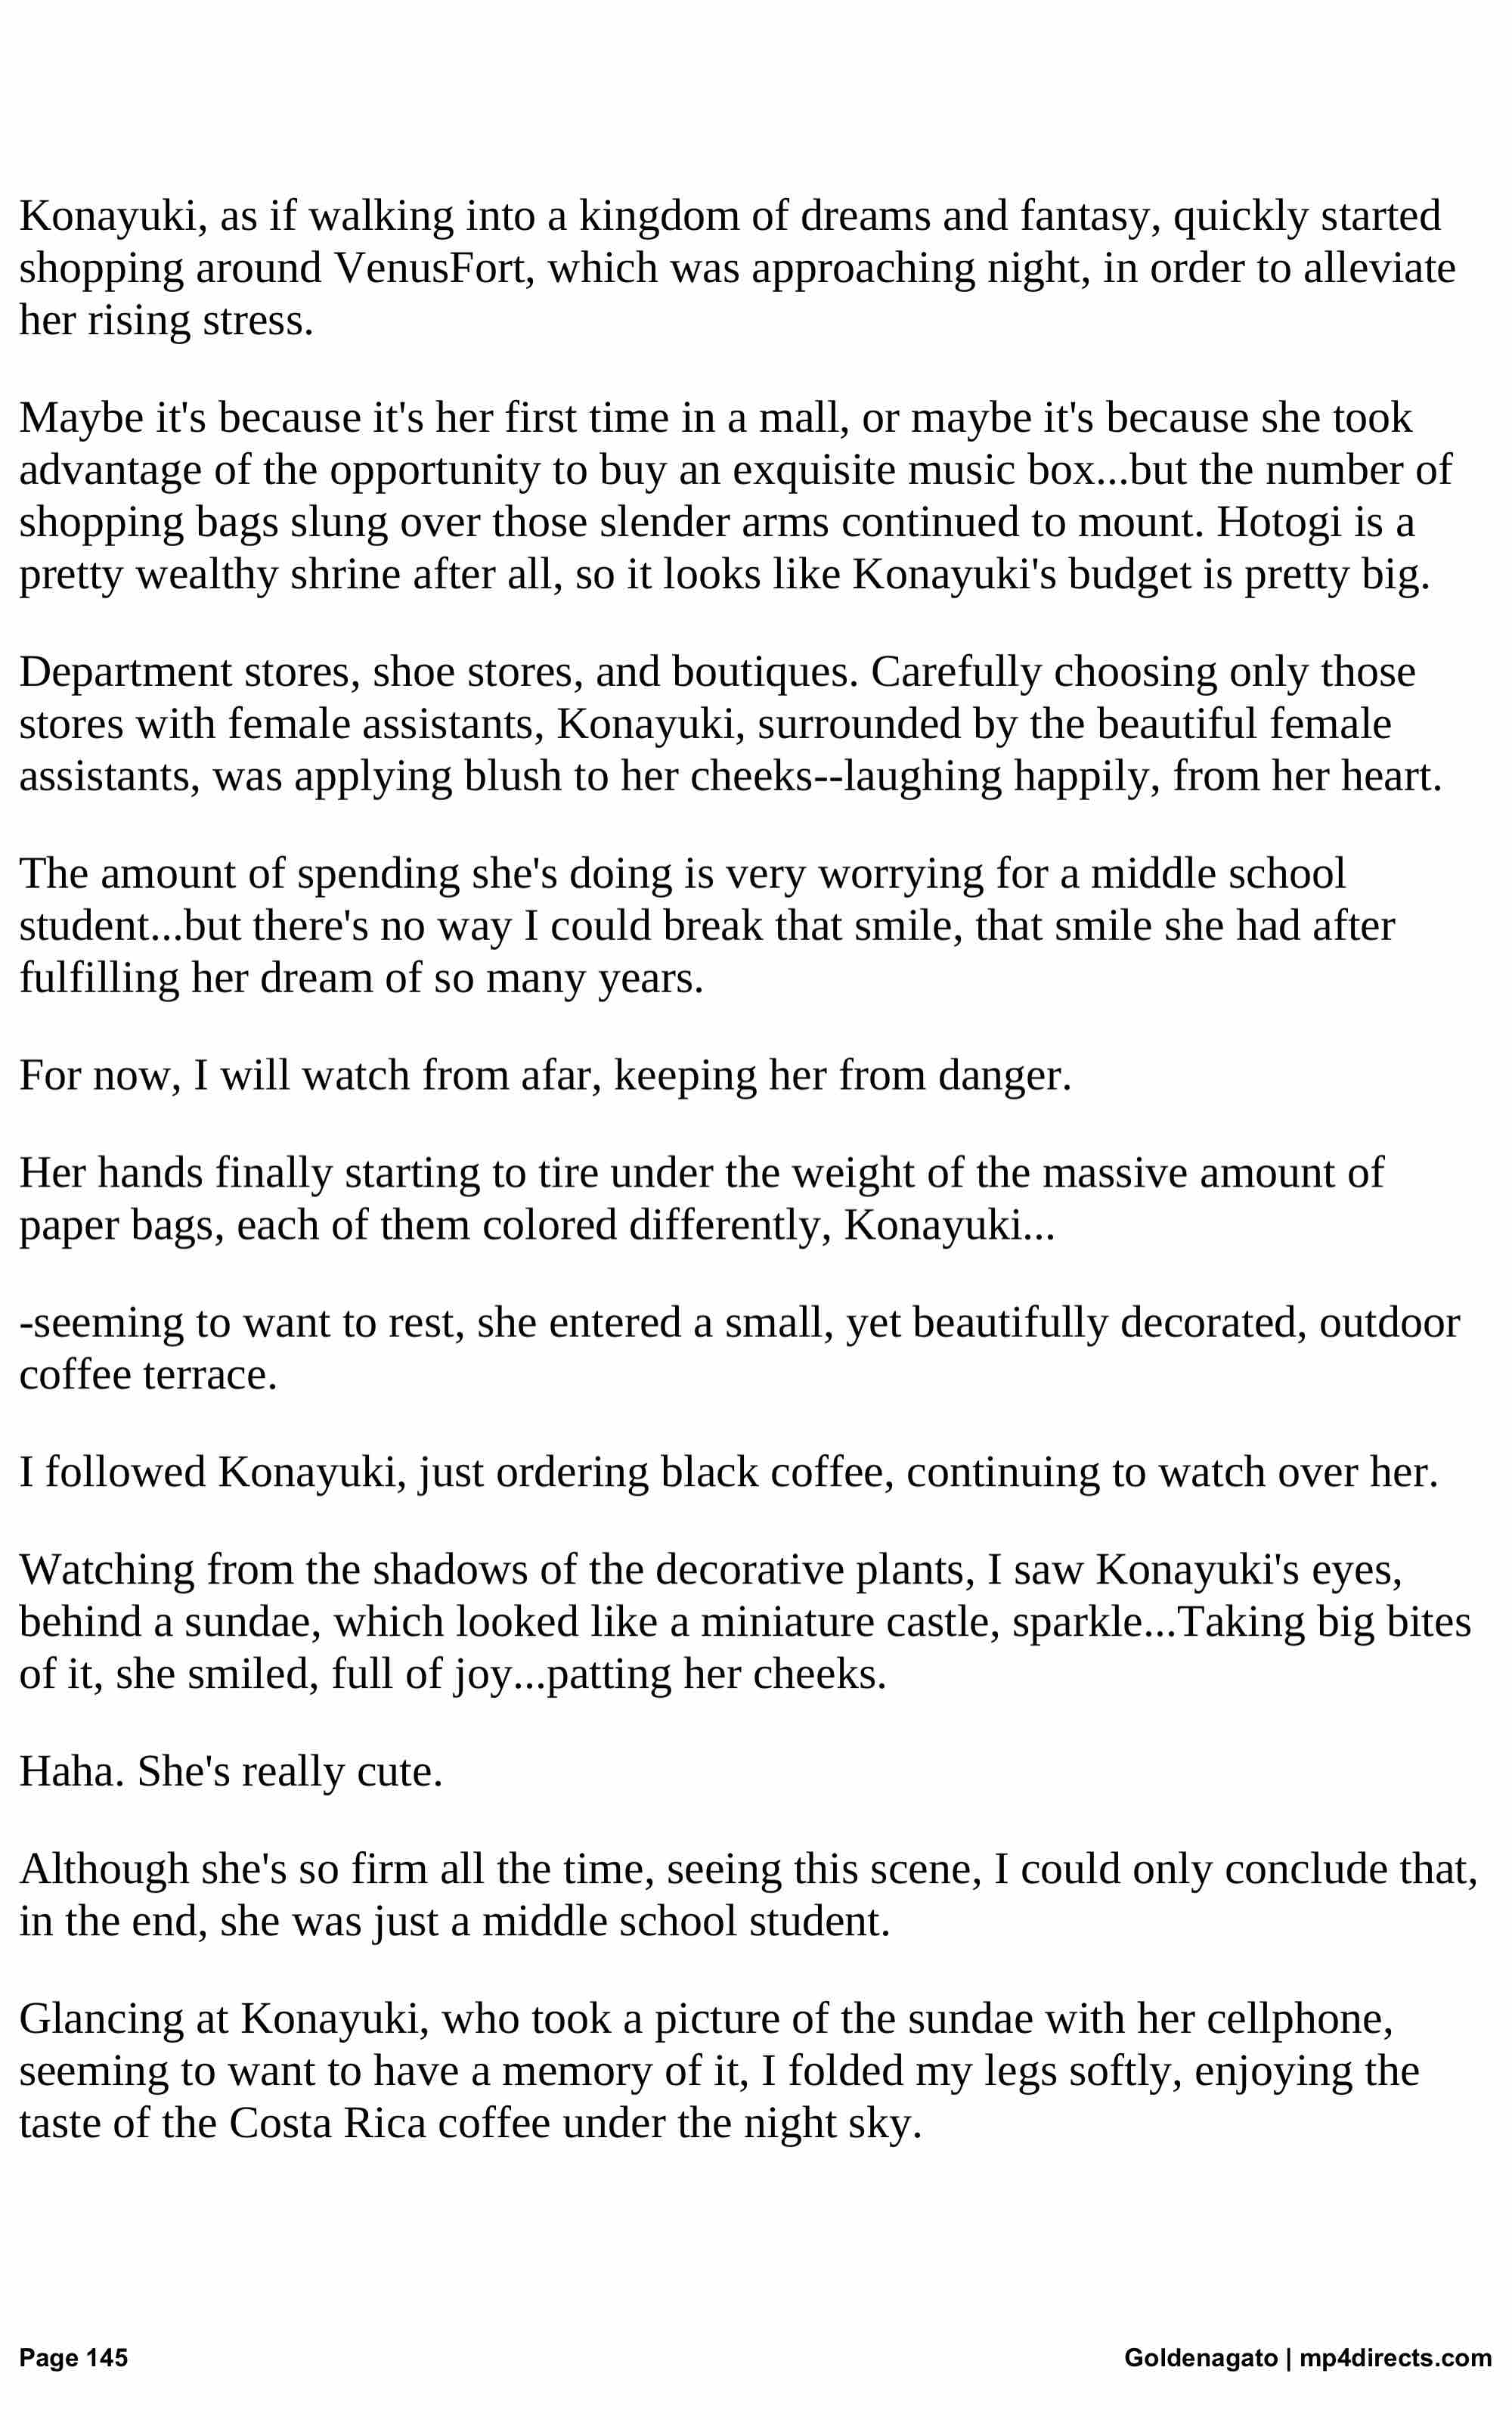 Konayuki, as if walking into a kingdom of dreams and fantasy, quickly started
shopping around VenusFort, which was approaching night, in order to alleviate
her rising stress.
Maybe it's because it's her first time in a mall, or maybe it's because she took
advantage of the opportunity to buy an exquisite music box...but the number of
shopping bags slung over those slender arms continued to mount. Hotogi is a
pretty wealthy shrine after all, so it looks like Konayuki's budget is pretty big.
Department stores, shoe stores, and boutiques. Carefully choosing only those
stores with female assistants, Konayuki, surrounded by the beautiful female
assistants, was applying blush to her cheeks--laughing happily, from her heart.
The amount of spending she's doing is very worrying for a middle school
student...but there's no way I could break that smile, that smile she had after
fulfilling her dream of so many years.
For now, I will watch from afar, keeping her from danger.
Her hands finally starting to tire under the weight of the massive amount of
paper bags, each of them colored differently, Konayuki...
-seeming to want to rest, she entered a small, yet beautifully decorated, outdoor
coffee terrace.
I followed Konayuki, just ordering black coffee, continuing to watch over her.
Watching from the shadows of the decorative plants, I saw Konayuki's eyes,
behind a sundae, which looked like a miniature castle, sparkle...Taking big bites
of it, she smiled, full of joy...patting her cheeks.
Haha. She's really cute.
Although she's so firm all the time, seeing this scene, I could only conclude that,
in the end, she was just a middle school student.
Glancing at Konayuki, who took a picture of the sundae with her cellphone,
seeming to want to have a memory of it, I folded my legs softly, enjoying the
taste of the Costa Rica coffee under the night sky.
Page 145
Goldenagato | mp4directs.com